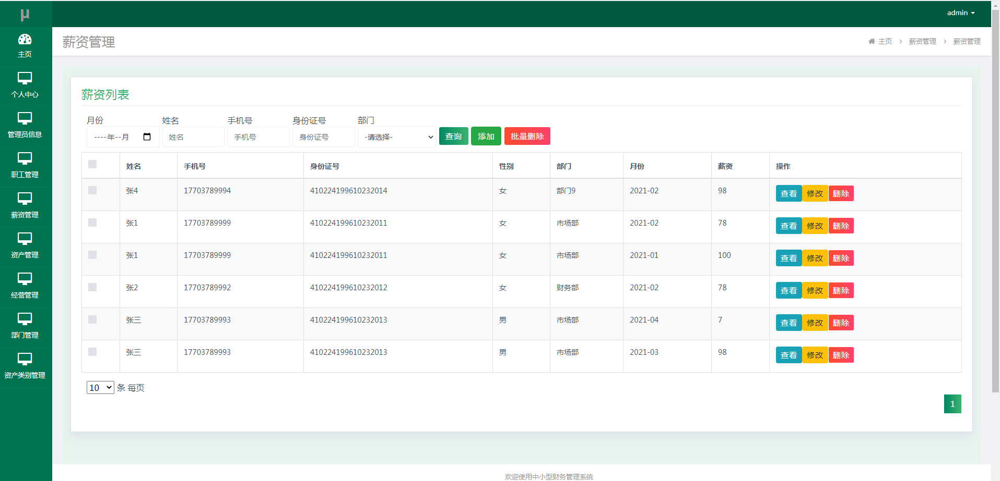 μ
admin
主页
个人中心
管理员信息
职工管理
薪资管理
资产管理
经营管理
部门管理
资产类别管理
薪资管理
主页 > 薪资管理 > 薪资管理
薪资列表
月份 姓名 手机号 身份证号 部门
----年--月 姓名 手机号 身份证号 -请选择- 查询 添加 批量删除
姓名 手机号 身份证号 性别 部门 月份 薪资 操作
张4 17703789994 410224199610232014 女 部门9 2021-02 98 查看 修改 删除
张1 17703789999 410224199610232011 女 市场部 2021-02 78 查看 修改 删除
张1 17703789999 410224199610232011 女 市场部 2021-01 100 查看 修改 删除
张2 17703789992 410224199610232012 女 财务部 2021-02 78 查看 修改 删除
张三 17703789993 410224199610232013 男 市场部 2021-04 7 查看 修改 删除
张三 17703789993 410224199610232013 男 市场部 2021-03 98 查看 修改 删除
10 条 每页
1
欢迎使用中小型财务管理系统